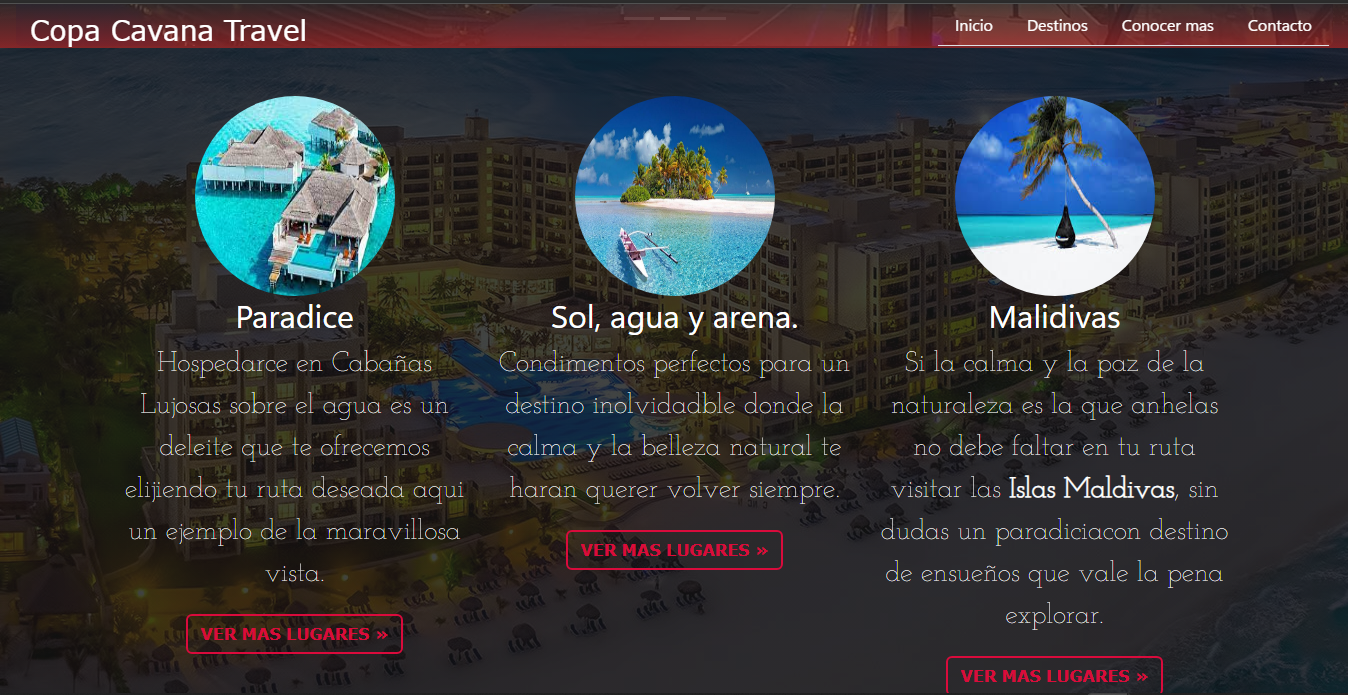 Copa Cavana Travel
Inicio Destinos Conocer mas Contacto
Paradice
Hospedarce en Cabañas
Lujosas sobre el agua es un
deleite que te ofrecemos
elijiendo tu ruta deseada aqui
un ejemplo de la maravillosa
vista.
VER MAS LUGARES »
Sol, agua y arena.
Condimentos perfectos para un
destino inolvidadble donde la
calma y la belleza natural te
haran querer volver siempre.
VER MAS LUGARES »
Malidivas
Si la calma y la paz de la
naturaleza es la que anhelas
no debe faltar en tu ruta
visitar las Islas Maldivas, sin
dudas un paradiciacon destino
de ensueños que vale la pena
explorar.
VER MAS LUGARES »